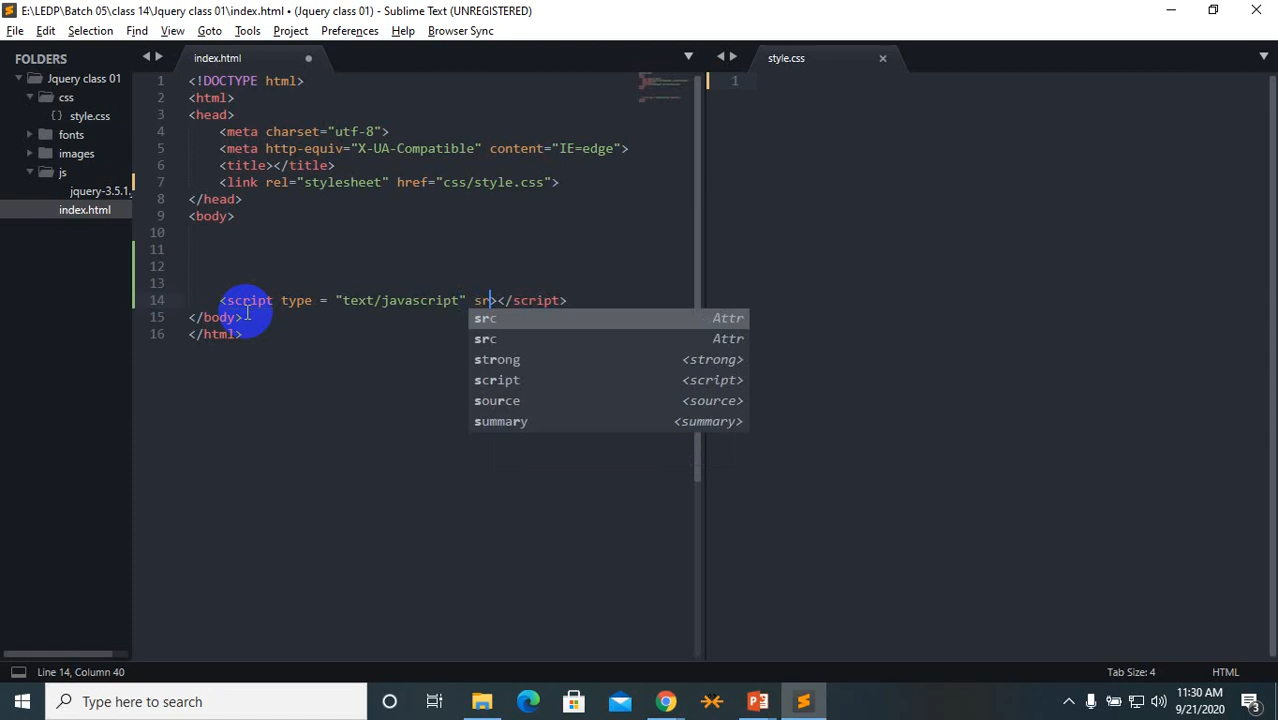 E:\LEDP\Batch 05\class 14\Jquery class 01\index.html • (Jquery class 01) - Sublime Text (UNREGISTERED)
File Edit Selection Find View Goto Tools Project Preferences Help Browser Sync
FOLDERS
Jquery class 01
css
style.css
fonts
images
js
jquery-3.5.1.
index.html
index.html
1 <!DOCTYPE html>
2 <html>
3 <head>
4 <meta charset="utf-8">
5 <meta http-equiv="X-UA-Compatible" content="IE=edge">
6 <title></title>
7 <link rel="stylesheet" href="css/style.css">
8 </head>
9 <body>
10
11
12
13
14 <script type = "text/javascript" sr></script>
15 </body>
16 </html>
src Attr
src Attr
strong <strong>
script <script>
source <source>
summary <summary>
style.css
1
Line 14, Column 40
Tab Size: 4
HTML
Type here to search
11:30 AM
9/21/2020
3